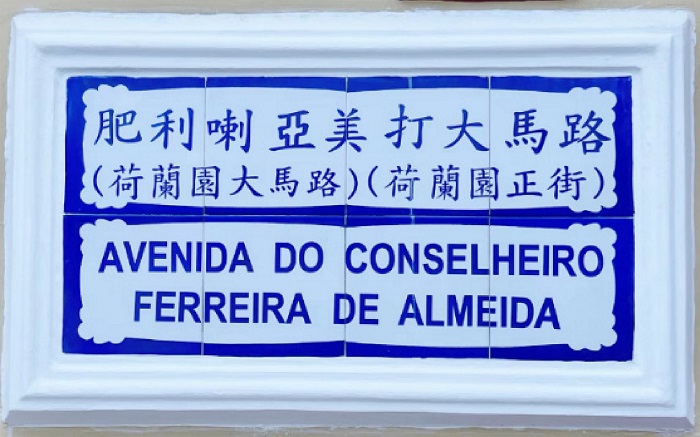 肥利喇亞美打大馬路
(荷蘭園大馬路)(荷蘭園正街)
AVENIDA DO CONSELHEIRO
FERREIRA DE ALMEIDA